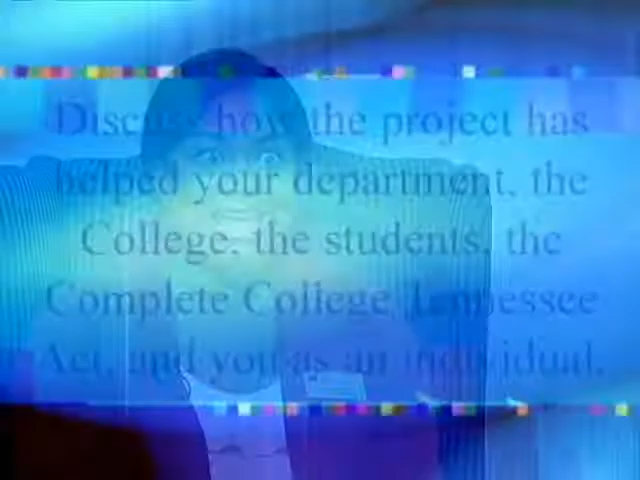 Discuss how the project has
helped your department, the
College, the students, the
Complete College Tennessee
Act, and you as an individual.